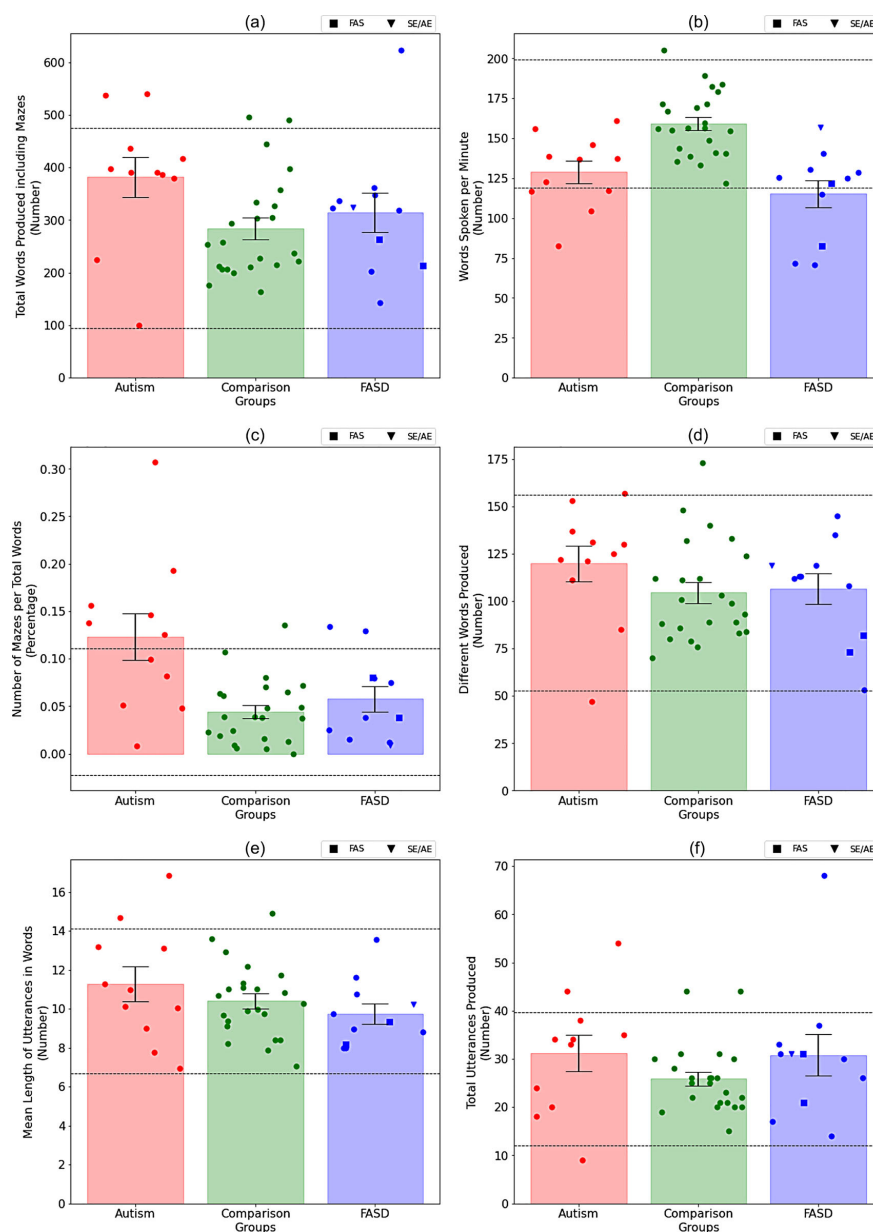 (a)
FAS SE/AE
Total Words Produced including Mazes
(Number)
600
500
400
300
200
100
0
Autism Comparison FASD
Groups
(b)
FAS SE/AE
Words Spoken per Minute
(Number)
200
175
150
125
100
75
50
25
0
Autism Comparison FASD
Groups
(c)
FAS SE/AE
Number of Mazes per Total Words
(Percentage)
0.30
0.25
0.20
0.15
0.10
0.05
0.00
Autism Comparison FASD
Groups
(d)
FAS SE/AE
Different Words Produced
(Number)
175
150
125
100
75
50
25
0
Autism Comparison FASD
Groups
(e)
FAS SE/AE
Mean Length of Utterances in Words
(Number)
16
14
12
10
8
6
4
2
0
Autism Comparison FASD
Groups
(f)
FAS SE/AE
Total Utterances Produced
(Number)
70
60
50
40
30
20
10
0
Autism Comparison FASD
Groups